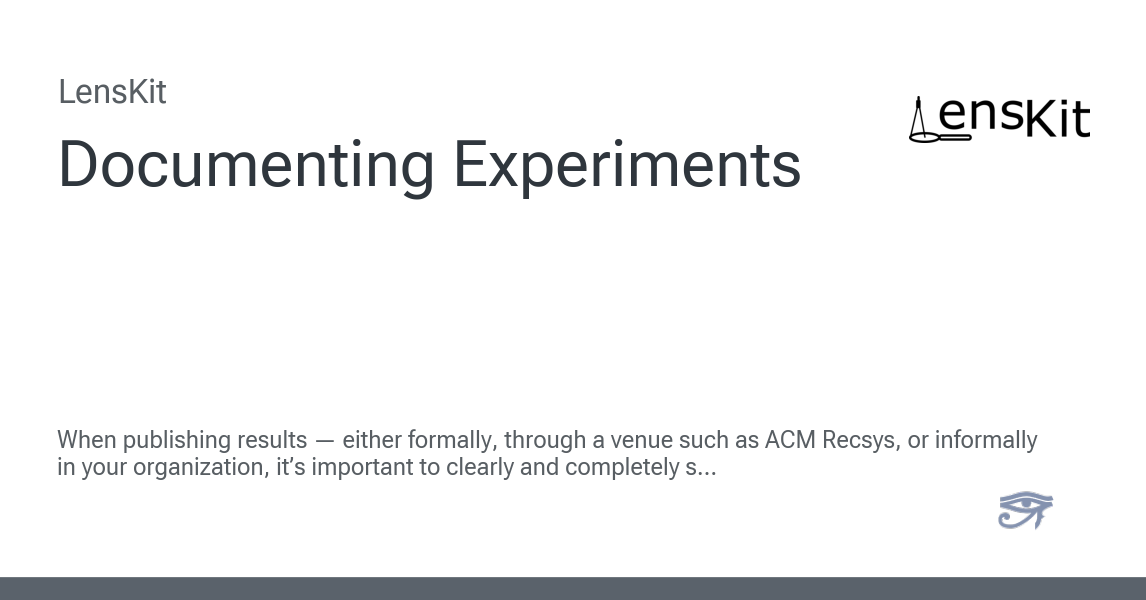 LensKit
LensKit
Documenting Experiments
When publishing results — either formally, through a venue such as ACM Recsys, or informally
in your organization, it’s important to clearly and completely s...